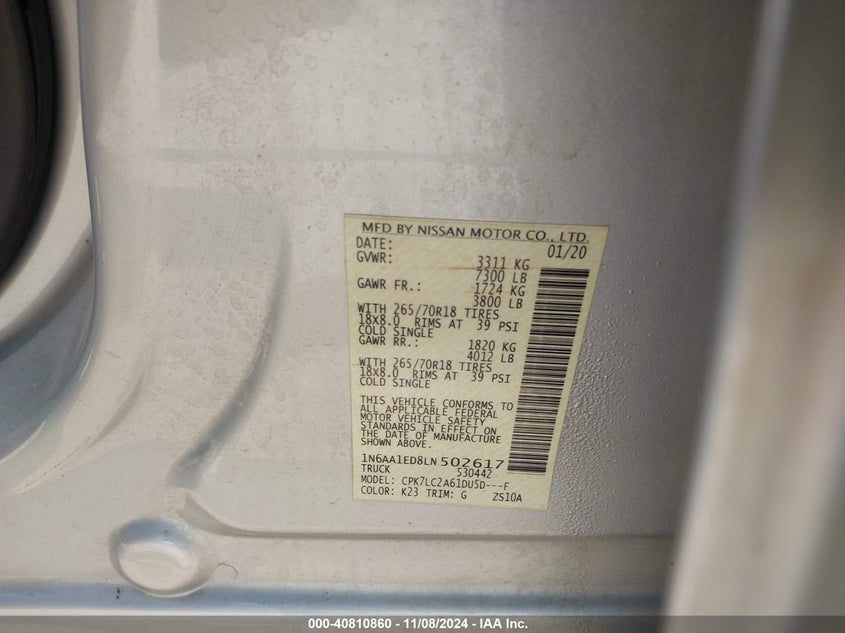 MFD BY NISSAN MOTOR CO., LTD.
DATE: 01/20
GVWR: 3311 KG
7300 LB
GAWR FR.: 1724 KG
3800 LB
WITH 265/70R18 TIRES
18X8.0 RIMS AT 39 PSI
COLD SINGLE
GAWR RR.: 1820 KG
4012 LB
WITH 265/70R18 TIRES
18X8.0 RIMS AT 39 PSI
COLD SINGLE
THIS VEHICLE CONFORMS TO
ALL APPLICABLE FEDERAL
MOTOR VEHICLE SAFETY
STANDARDS IN EFFECT ON
THE DATE OF MANUFACTURE
SHOWN ABOVE.
1N6AA1ED8LN502617
TRUCK 530442
MODEL: CPK7LC2A61DU5D---F
COLOR: K23 TRIM: G ZS10A
000-40810860 - 11/08/2024 - IAA Inc.